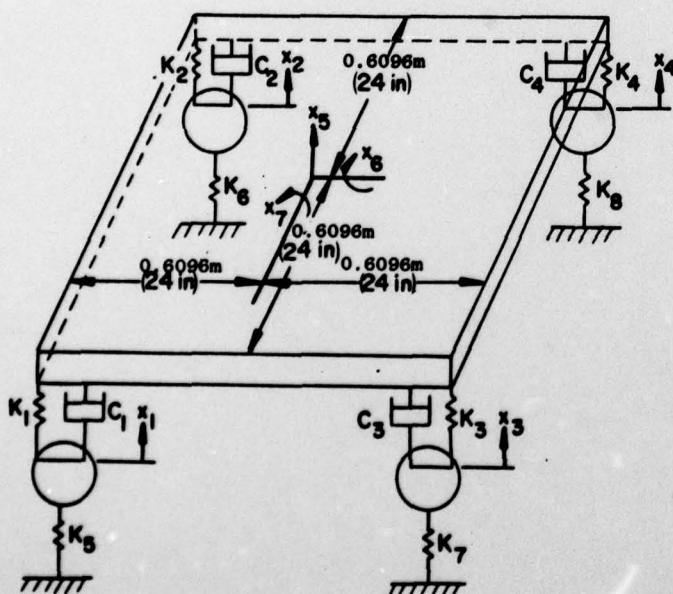 K2
C2
x2
0.6096m
(24 in)
C4
K4
x4
x5
x6
K6
K8
x7
0.6096m
(24 in)
0.6096m
(24 in)
0.6096m
(24 in)
K1
C1
x1
C3
K3
x3
K5
K7